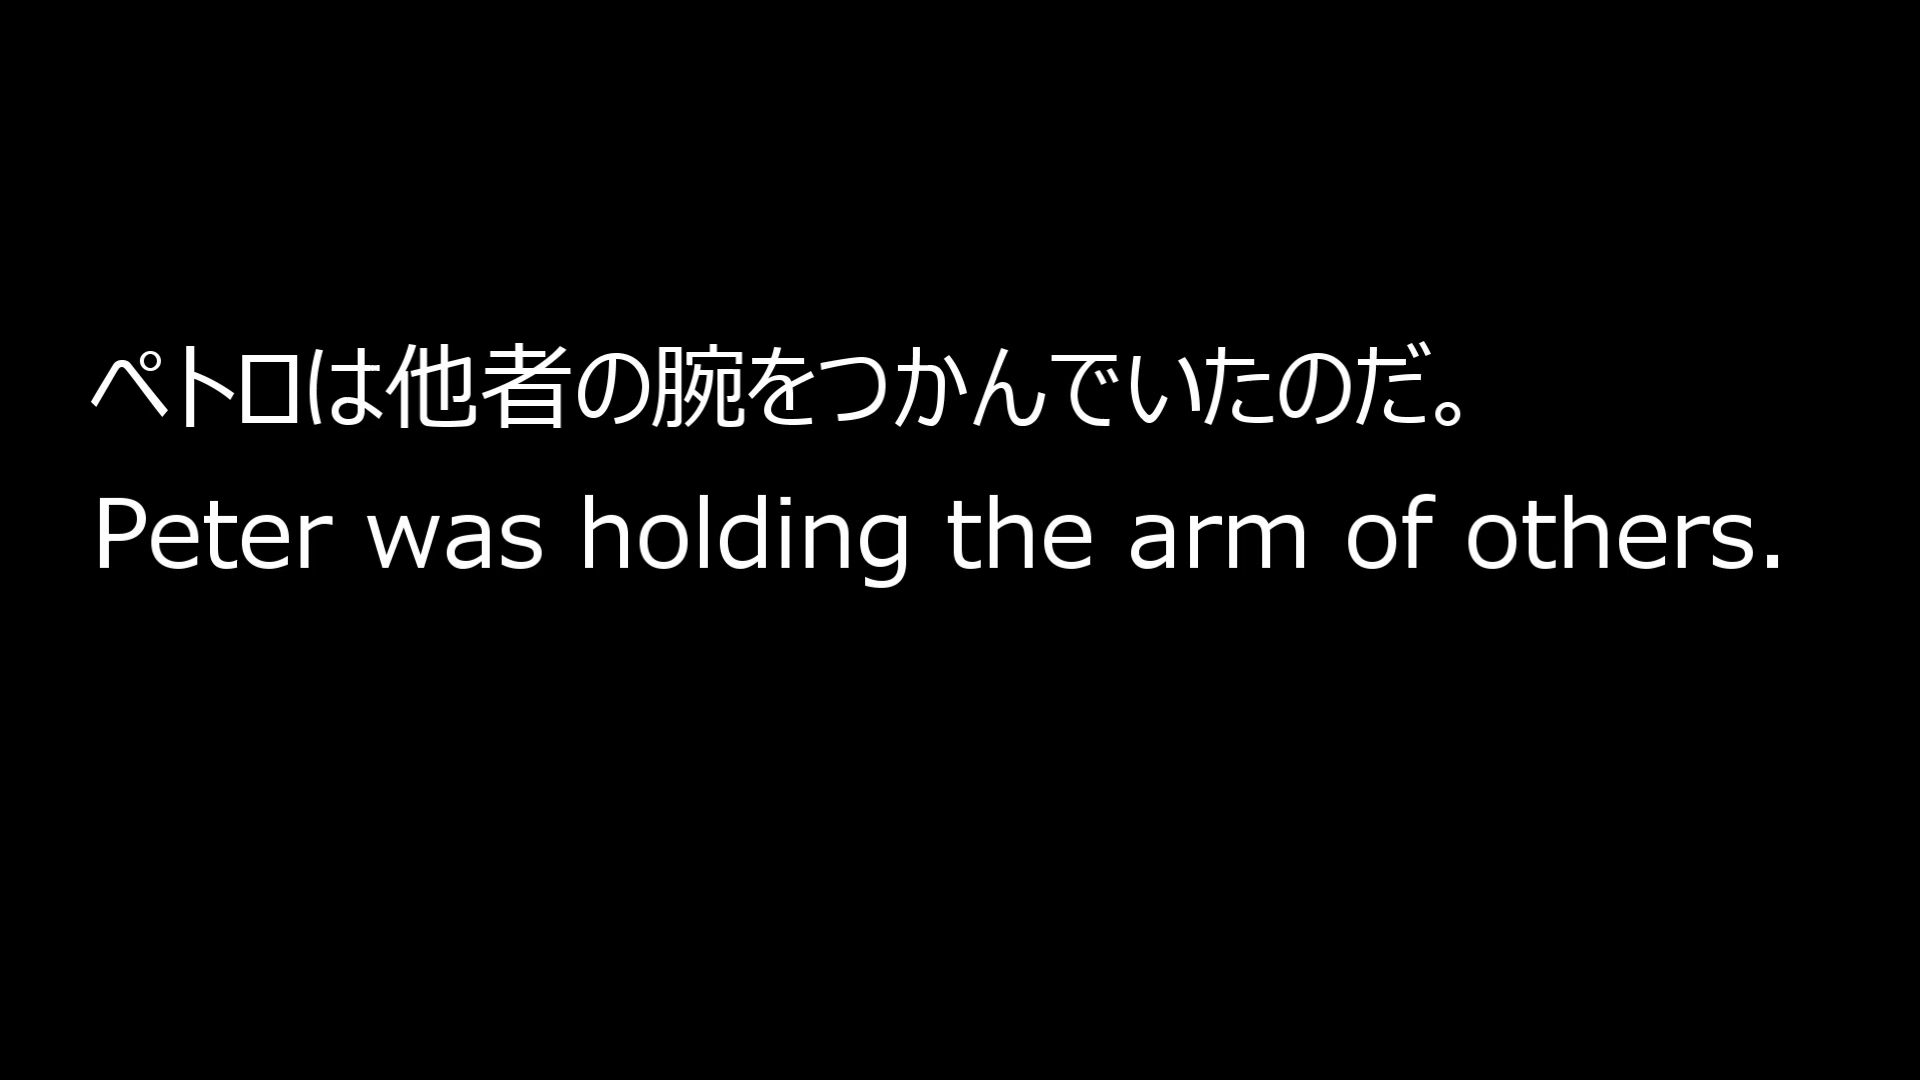 ペトロは他者の腕をつかんでいたのだ。
Peter was holding the arm of others.